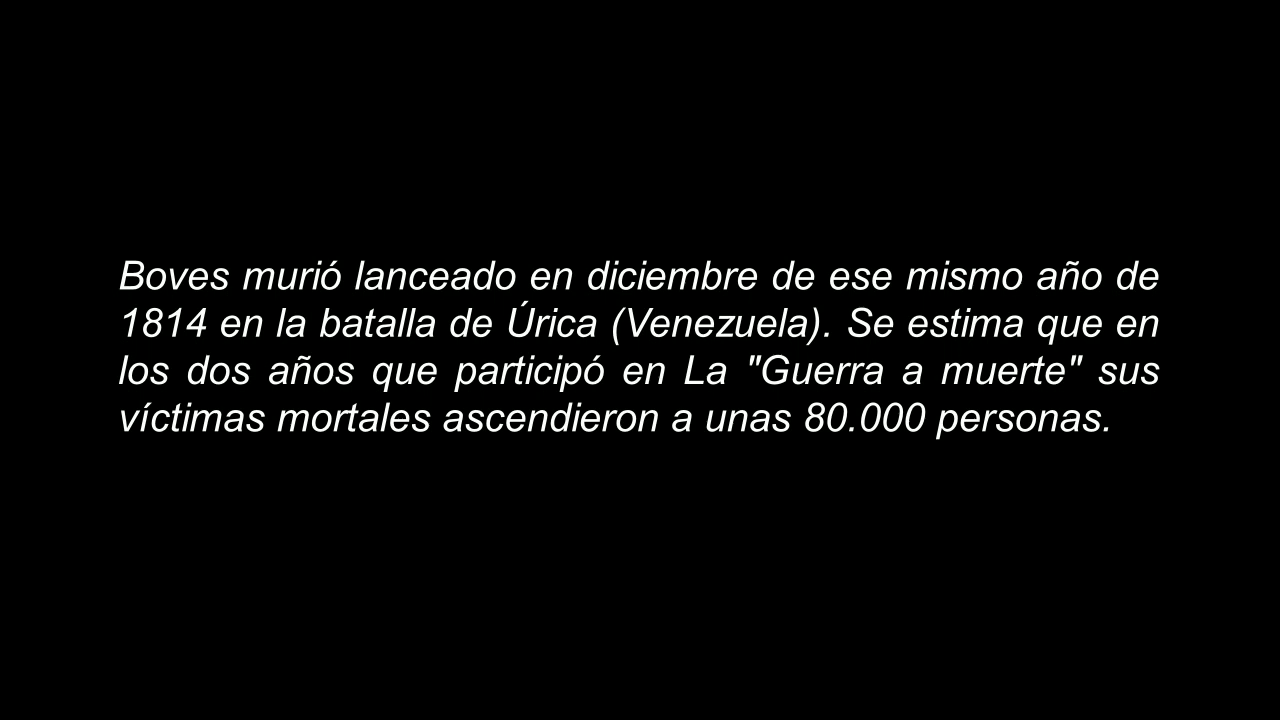 Boves murió lanceado en diciembre de ese mismo año de
1814 en la batalla de Úrica (Venezuela). Se estima que en
los dos años que participó en La "Guerra a muerte" sus
víctimas mortales ascendieron a unas 80.000 personas.